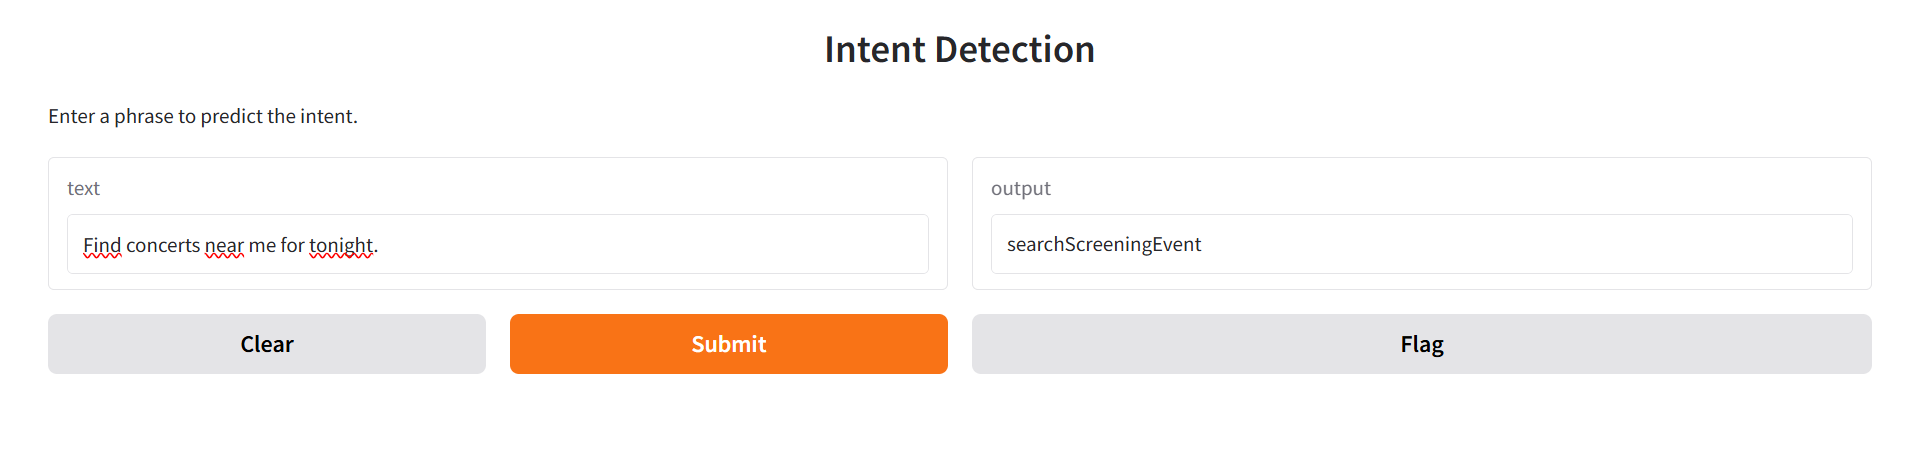 Intent Detection
Enter a phrase to predict the intent.
text
Find concerts near me for tonight.
output
searchScreeningEvent
Clear
Submit
Flag